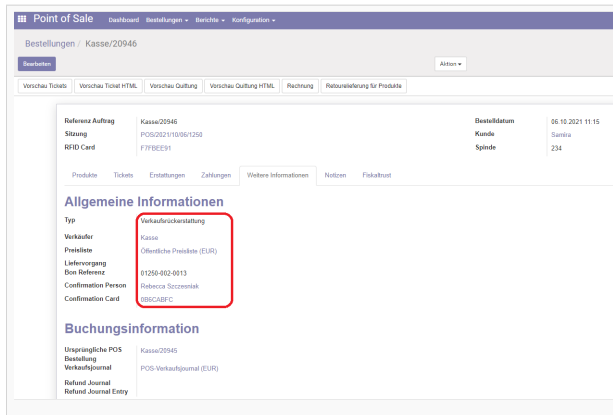 Point of Sale Dashboard Bestellungen Berichte Konfiguration
Bestellungen / Kasse/20946
Bearbeiten Aktion
Vorschau Tickets Vorschau Ticket HTML Vorschau Quittung Vorschau Quittung HTML Rechnung Retourelieferung für Produkte
Referenz Auftrag Kasse/20946 Bestelldatum 06.10.2021 11:15
Sitzung POS/2021/10/06/1250 Kunde Samira
RFID Card F7FBEE91 Spinde 234
Produkte Tickets Erstattungen Zahlungen Weitere Informationen Notizen Fiskaltrust
Allgemeine Informationen
Typ Verkaufsrückerstattung
Verkäufer Kasse
Preisliste Öffentliche Preisliste (EUR)
Liefervorgang
Bon Referenz 01250-002-0013
Confirmation Person Rebecca Szczesniak
Confirmation Card 0B6CABFC
Buchungsinformation
Ursprüngliche POS Kasse/20945
Bestellung
Verkaufsjournal POS-Verkaufsjournal (EUR)
Refund Journal
Refund Journal Entry